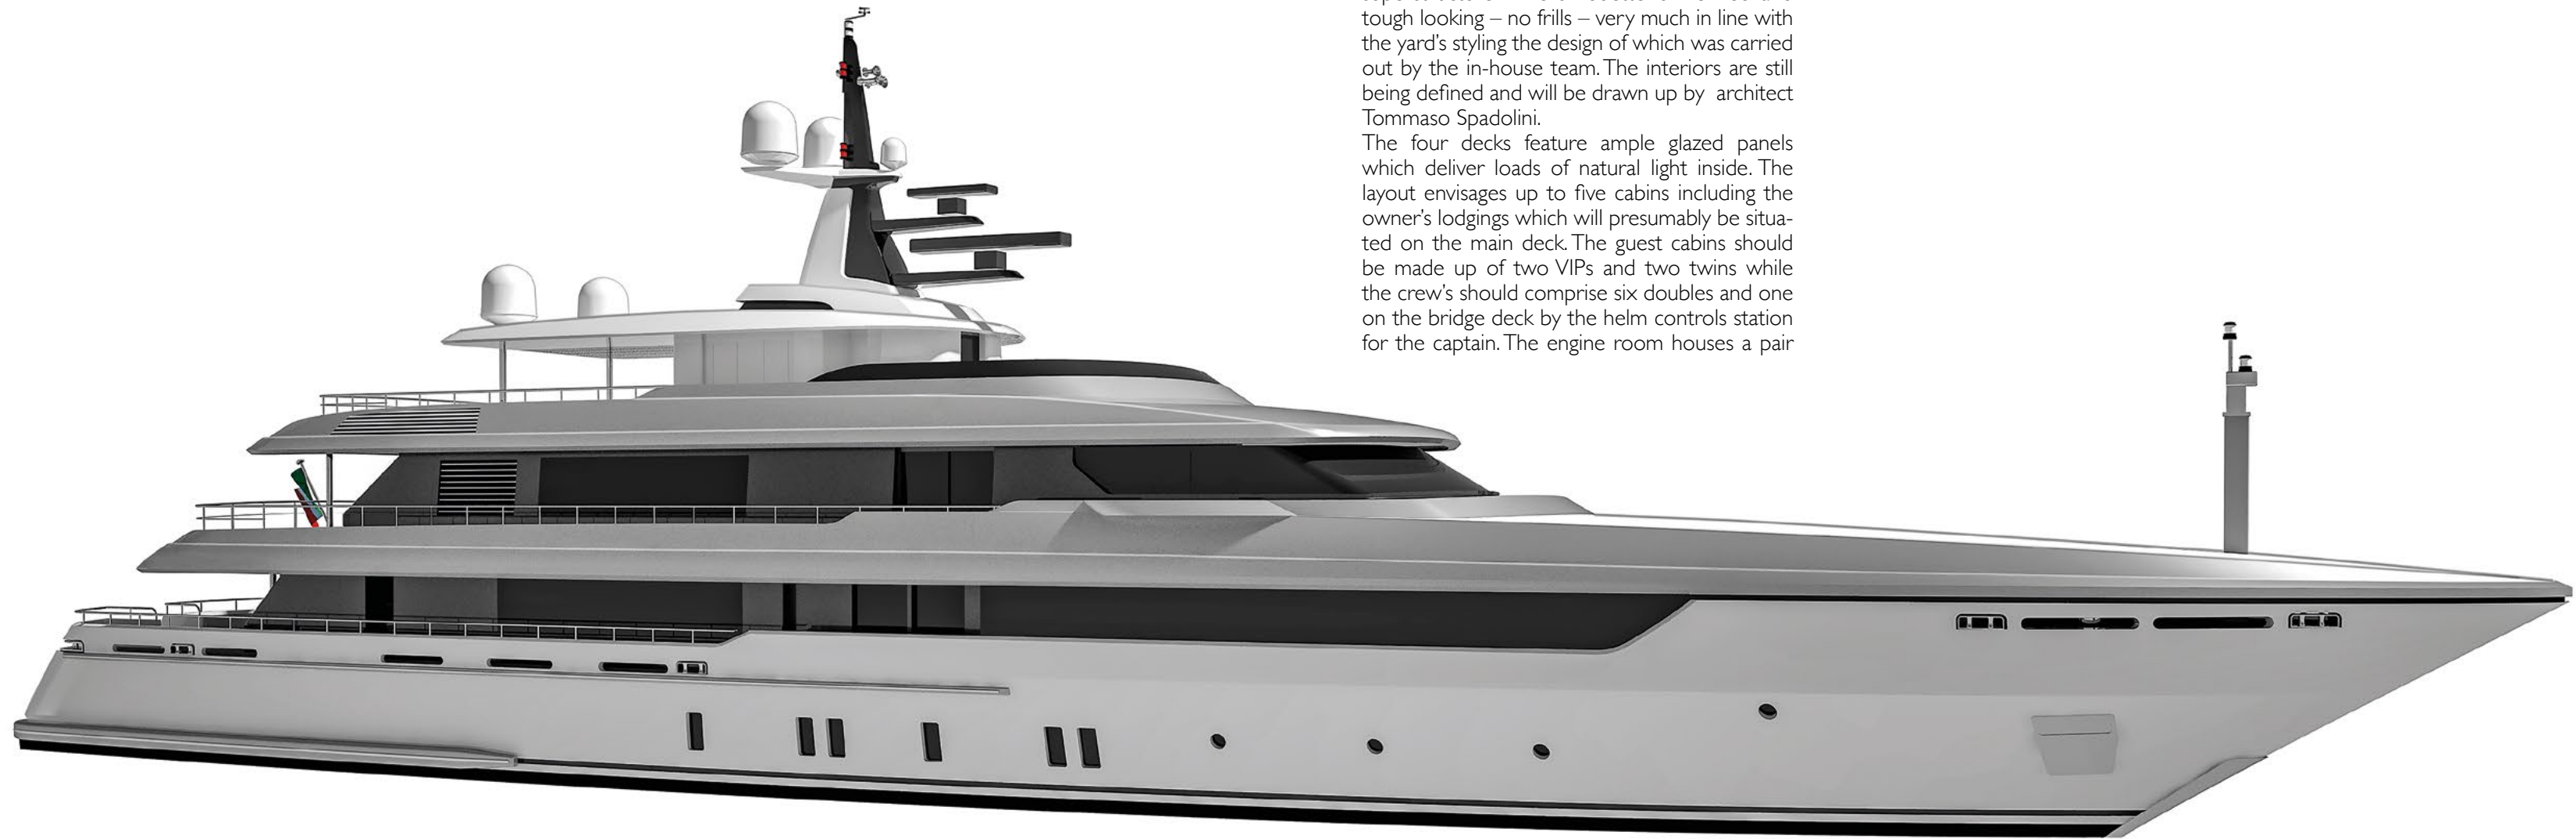 tough looking – no frills – very much in line with
the yard's styling the design of which was carried
out by the in-house team. The interiors are still
being defined and will be drawn up by architect
Tommaso Spadolini.
The four decks feature ample glazed panels
which deliver loads of natural light inside. The
layout envisages up to five cabins including the
owner's lodgings which will presumably be situa-
ted on the main deck. The guest cabins should
be made up of two VIPs and two twins while
the crew's should comprise six doubles and one
on the bridge deck by the helm controls station
for the captain. The engine room houses a pair